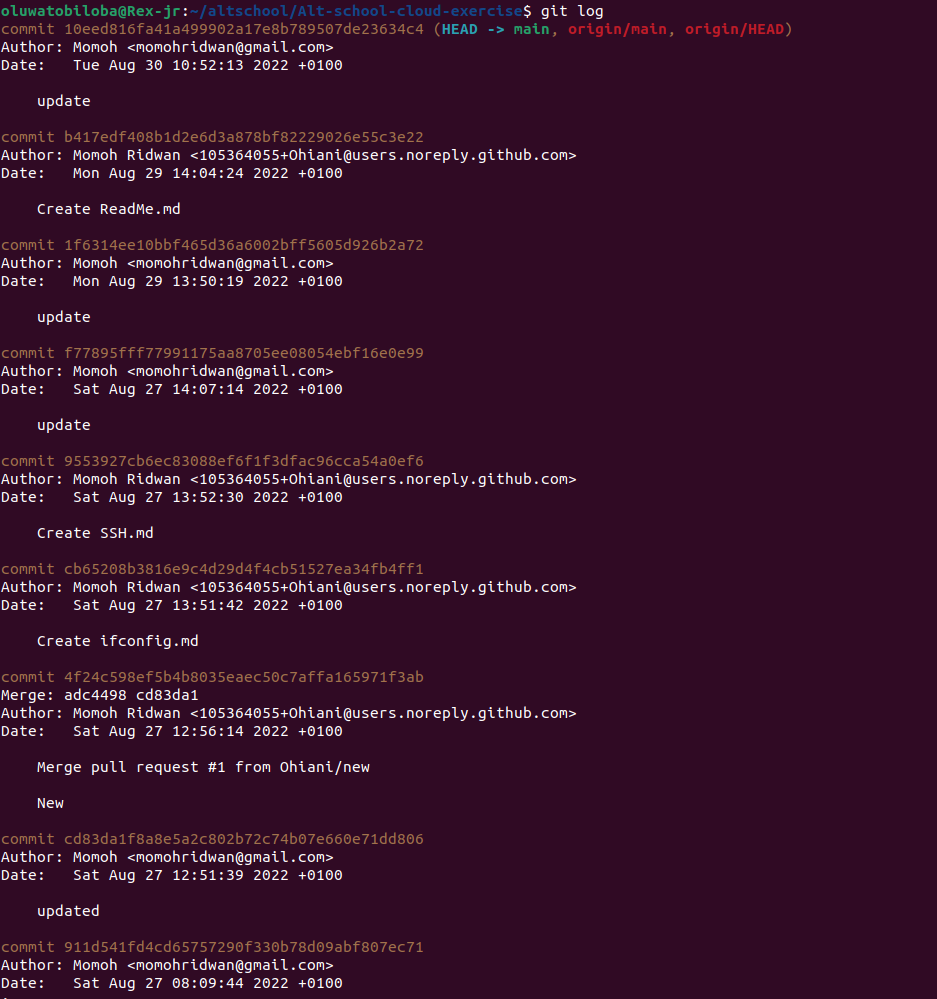 oluwatobiloba@Rex-jr:~/altschool/Alt-school-cloud-exercise$ git log
commit 10eed816fa41a499902a17e8b789507de23634c4 (HEAD -> main, origin/main, origin/HEAD)
Author: Momoh <momohridwan@gmail.com>
Date:   Tue Aug 30 10:52:13 2022 +0100
    update
commit b417edf408b1d2e6d3a878bf82229026e55c3e22
Author: Momoh Ridwan <105364055+Ohiani@users.noreply.github.com>
Date:   Mon Aug 29 14:04:24 2022 +0100
    Create ReadMe.md
commit 1f6314ee10bbf465d36a6002bff5605d926b2a72
Author: Momoh <momohridwan@gmail.com>
Date:   Mon Aug 29 13:50:19 2022 +0100
    update
commit f77895fff77991175aa8705ee08054ebf16e0e99
Author: Momoh <momohridwan@gmail.com>
Date:   Sat Aug 27 14:07:14 2022 +0100
    update
commit 9553927cb6ec83088ef6f1f3dfac96cca54a0ef6
Author: Momoh Ridwan <105364055+Ohiani@users.noreply.github.com>
Date:   Sat Aug 27 13:52:30 2022 +0100
    Create SSH.md
commit cb65208b3816e9c4d29d4f4cb51527ea34fb4ff1
Author: Momoh Ridwan <105364055+Ohiani@users.noreply.github.com>
Date:   Sat Aug 27 13:51:42 2022 +0100
    Create ifconfig.md
commit 4f24c598ef5b4b8035eaec50c7affa165971f3ab
Merge: adc4498 cd83da1
Author: Momoh Ridwan <105364055+Ohiani@users.noreply.github.com>
Date:   Sat Aug 27 12:56:14 2022 +0100
    Merge pull request #1 from Ohiani/new
    New
commit cd83da1f8a8e5a2c802b72c74b07e660e71dd806
Author: Momoh <momohridwan@gmail.com>
Date:   Sat Aug 27 12:51:39 2022 +0100
    updated
commit 911d541fd4cd65757290f330b78d09abf807ec71
Author: Momoh <momohridwan@gmail.com>
Date:   Sat Aug 27 08:09:44 2022 +0100